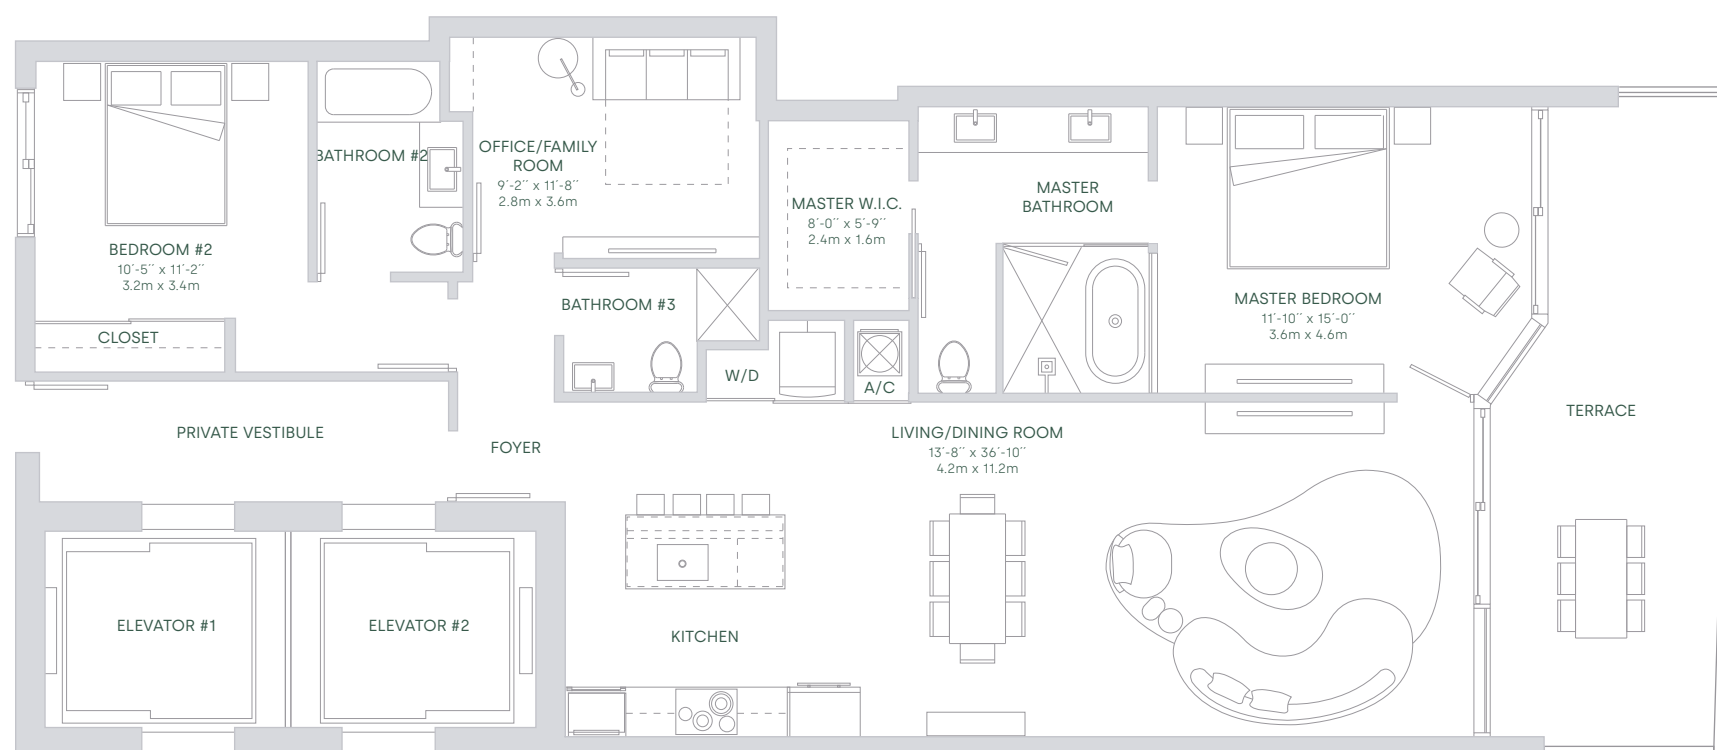 BATHROOM #2
OFFICE/FAMILY
ROOM
9´-2´´ x 11´-8´´
2.8m x 3.6m
MASTER W.I.C.
8´-0´´ x 5´-9´´
2.4m x 1.6m
MASTER
BATHROOM
BEDROOM #2
10´-5´´ x 11´-2´´
3.2m x 3.4m
CLOSET
BATHROOM #3
MASTER BEDROOM
11´-10´´ x 15´-0´´
3.6m x 4.6m
W/D
A/C
TERRACE
PRIVATE VESTIBULE
FOYER
LIVING/DINING ROOM
13´-8´´ x 36´-10´´
4.2m x 11.2m
ELEVATOR #1
ELEVATOR #2
KITCHEN